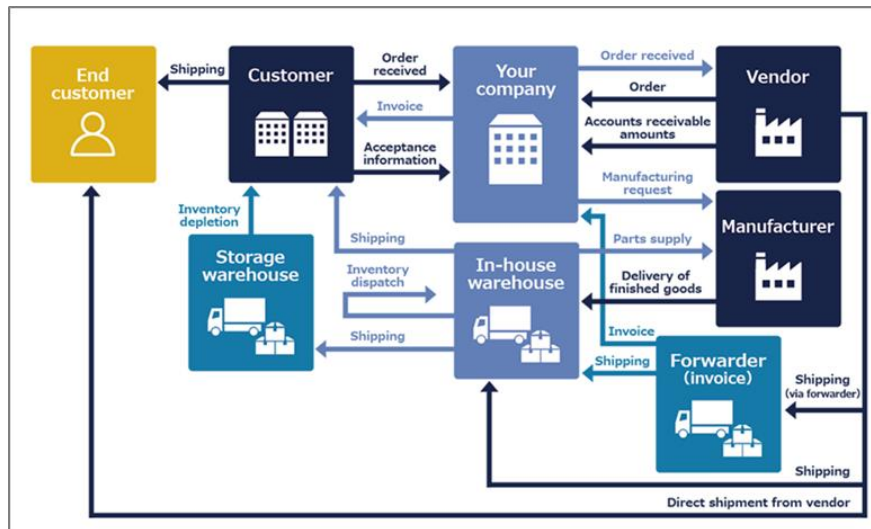 End
customer
Shipping
Customer
Order
received
Invoice
Acceptance
information
Your
company
Order received
Order
Accounts receivable
amounts
Vendor
Manufacturing
request
Manufacturer
Inventory
depletion
Storage
warehouse
Shipping
Inventory
dispatch
Shipping
In-house
warehouse
Parts supply
Delivery of
finished goods
Invoice
Shipping
Forwarder
(invoice)
Shipping
(via forwarder)
Shipping
Direct shipment from vendor